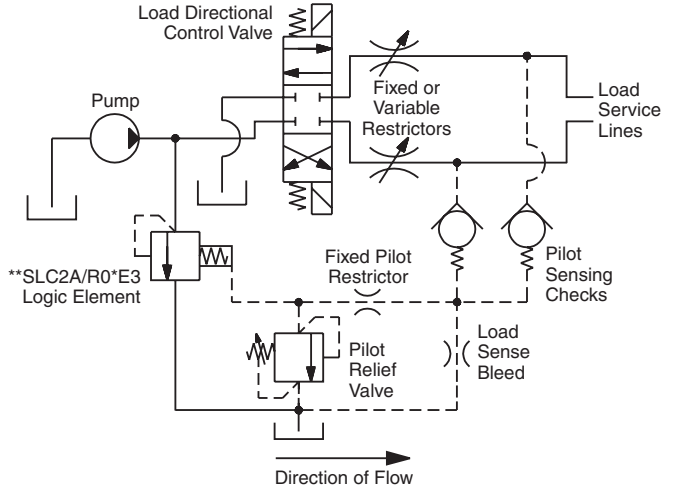 Load Directional
Control Valve
Pump
Fixed or
Variable
Restrictors
Load
Service
Lines
**SLC2A/R0*E3
Logic Element
Fixed Pilot
Restrictor
Pilot
Sensing
Checks
Pilot
Relief
Valve
Load
Sense
Bleed
Direction of Flow